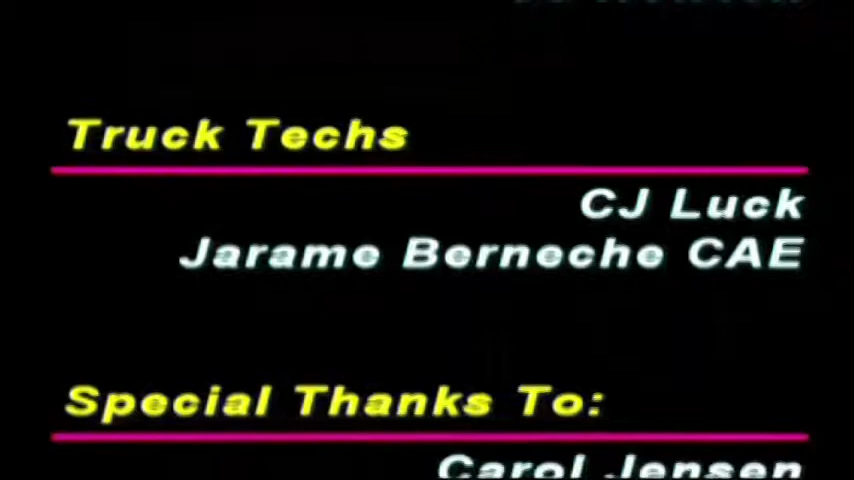 Truck Techs
CJ Luck
Jarame Berneche CAE
Special Thanks To:
Carol Jensen